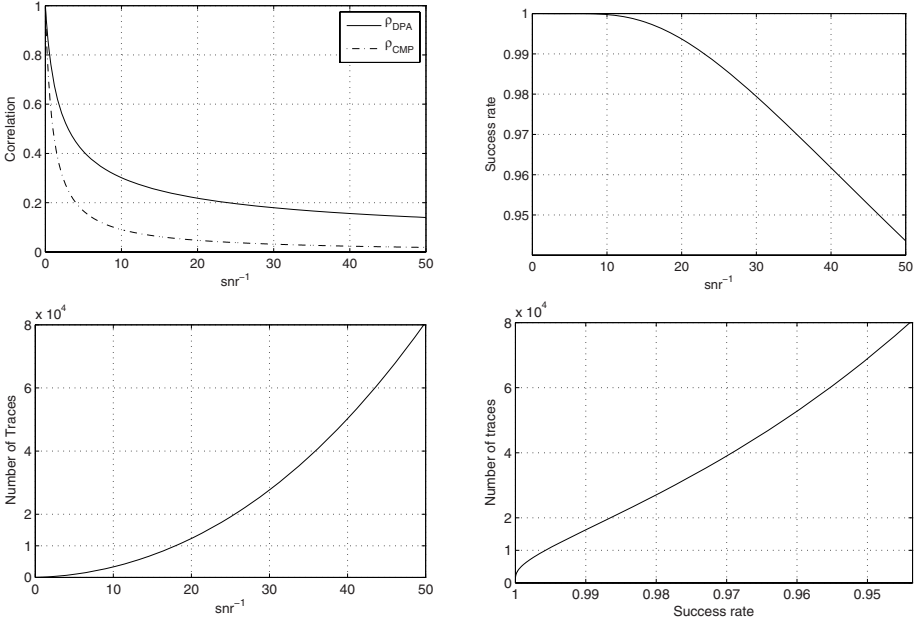 1
0.8
0.6
0.4
0.2
0
Correlation
0 10 20 30 40 50
snr⁻¹
ρDPA
ρCMP
1
0.99
0.98
0.97
0.96
0.95
Success rate
0 10 20 30 40 50
snr⁻¹
x 10⁴
8
6
4
2
1
0
Number of Traces
0 10 20 30 40 50
snr⁻¹
x 10⁴
8
6
4
2
1
0
Number of traces
1 0.99 0.98 0.97 0.96 0.95
Success rate